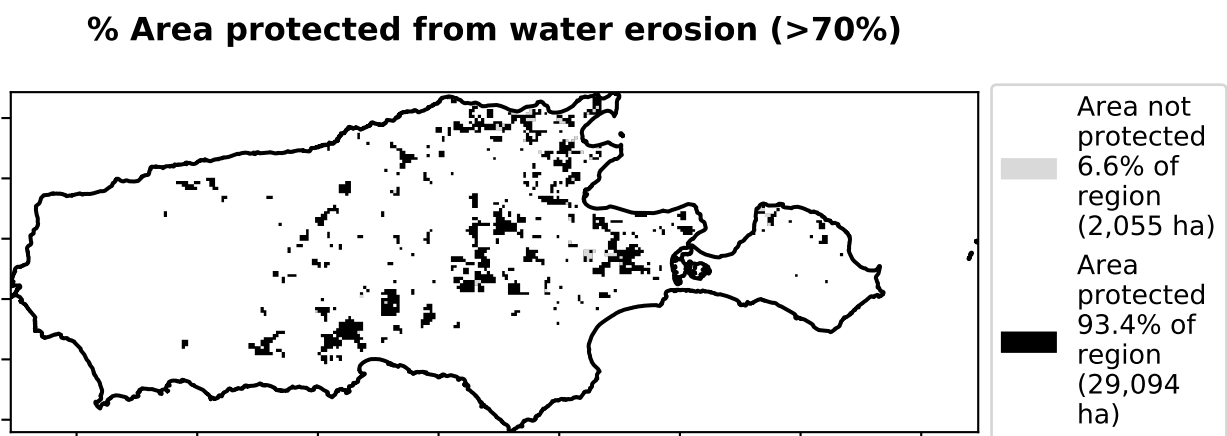 % Area protected from water erosion (>70%)
Area not
protected
6.6% of
region
(2,055 ha)
Area
protected
93.4% of
region
(29,094
ha)